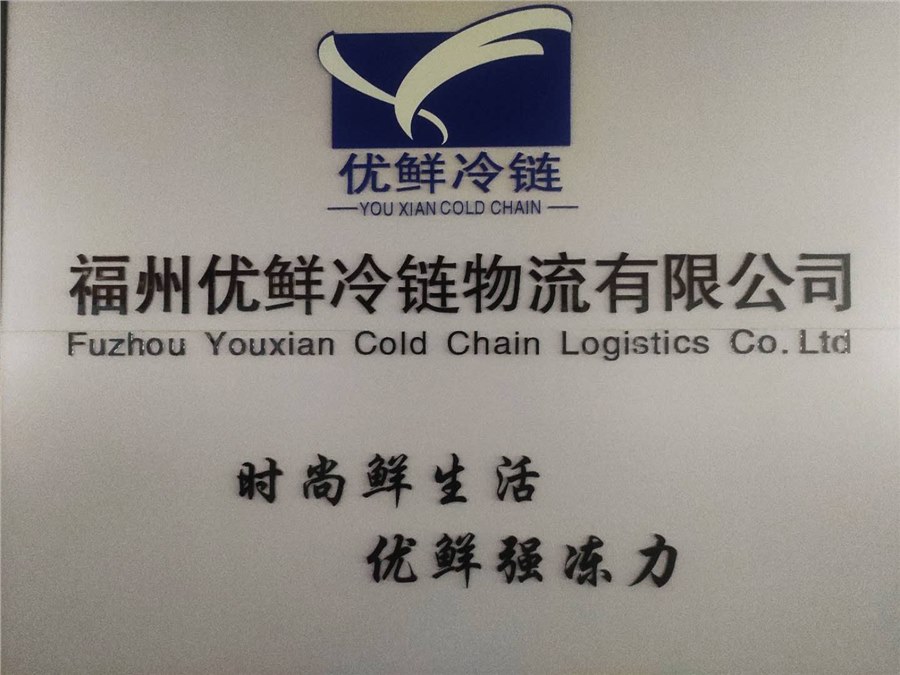 优鲜冷链
YOU XIAN COLD CHAIN
福州优鲜冷链物流有限公司
Fuzhou Youxian Cold Chain Logistics Co. Ltd
时尚鲜生活
优鲜强冻力